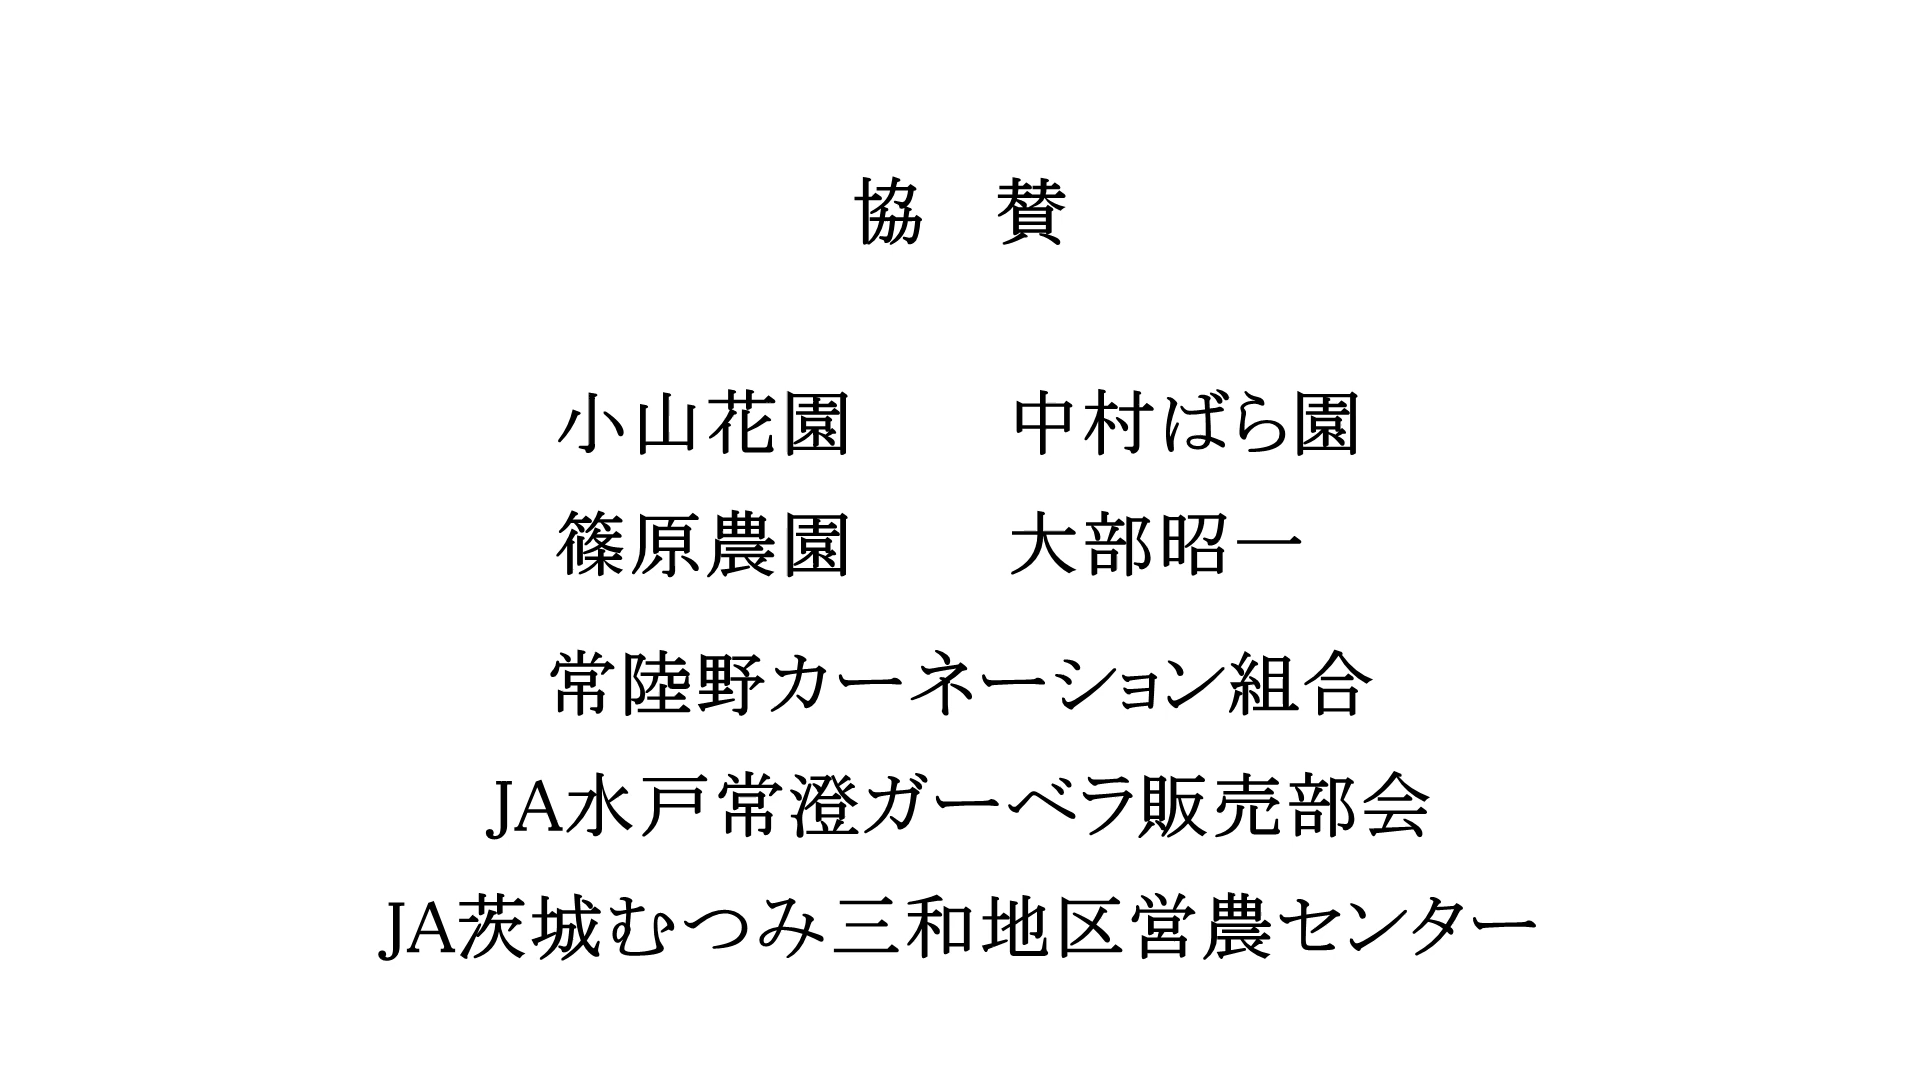 協　賛
小山花園　　中村ばら園
篠原農園　　大部昭一
常陸野カーネーション組合
JA水戸常澄ガーベラ販売部会
JA茨城むつみ三和地区営農センター